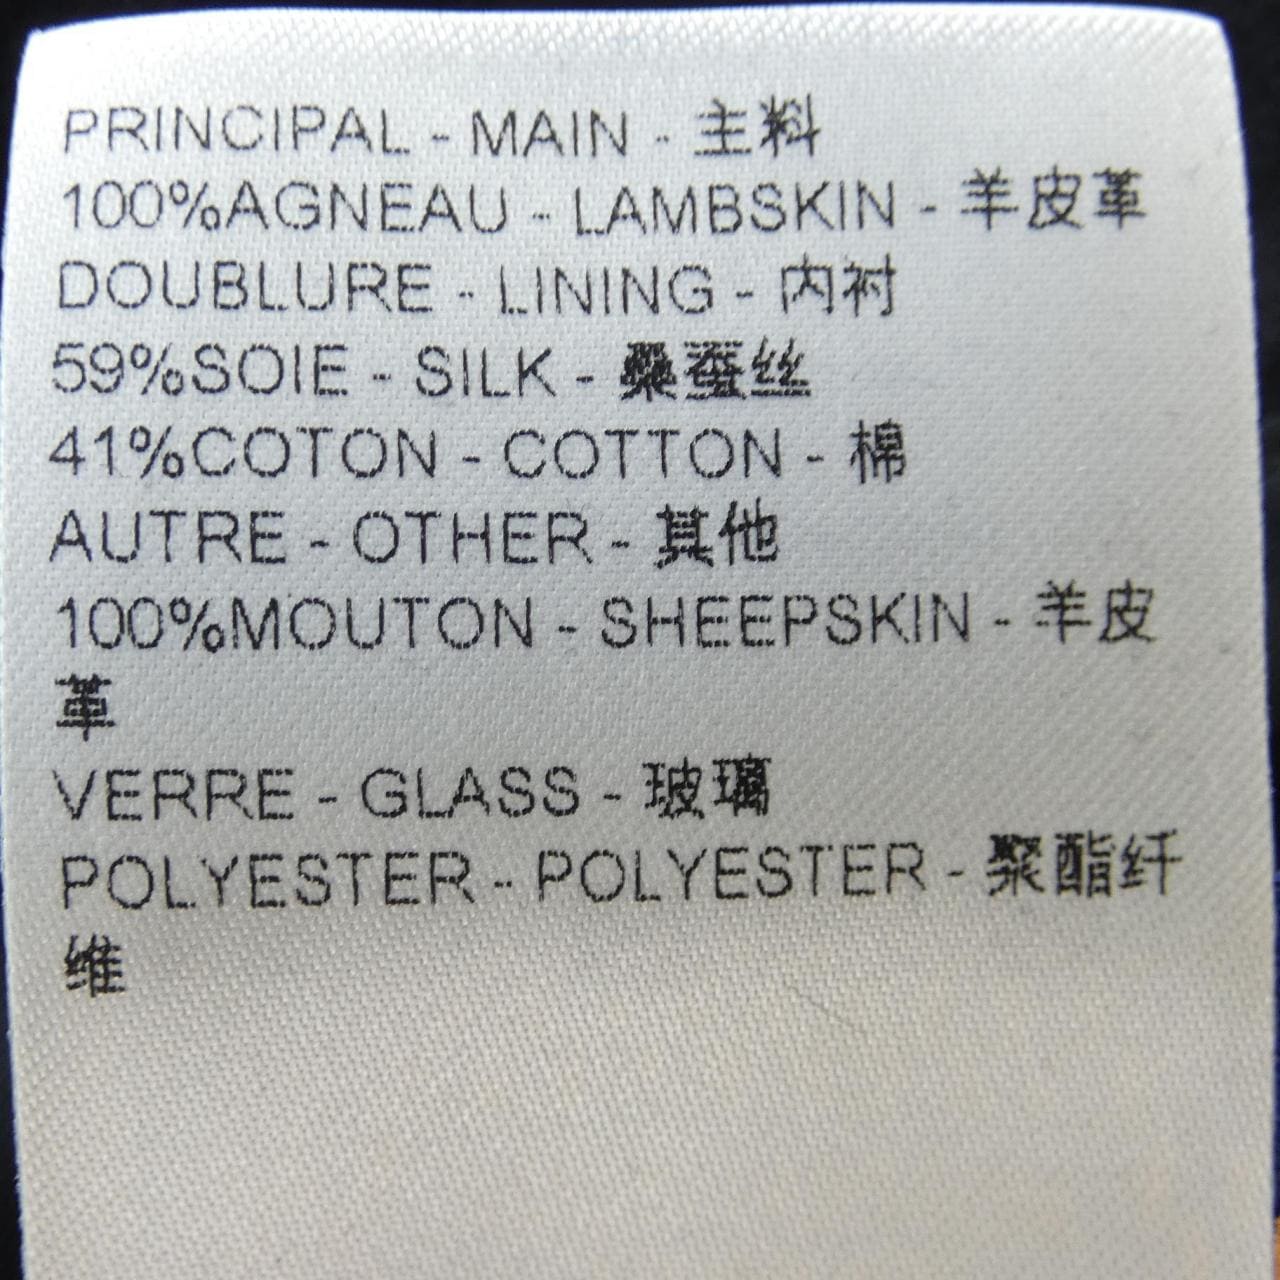 PRINCIPAL - MAIN - 主料
100%AGNEAU - LAMBSKIN - 羊皮革
DOUBLURE - LINING - 内衬
59%SOIE - SILK - 桑蚕丝
41%COTON - COTTON - 棉
AUTRE - OTHER - 其他
100%MOUTON - SHEEPSKIN - 羊皮
革
VERRE - GLASS - 玻璃
POLYESTER - POLYESTER - 聚酯纤
维